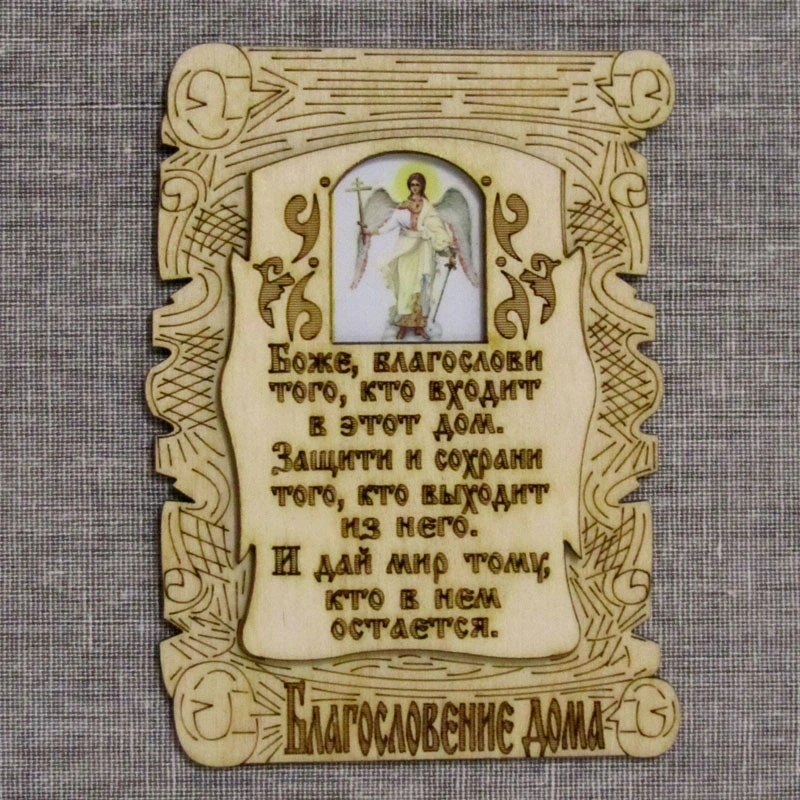 Боже, благослови
того, кто входит
в этот дом.
Защити и сохрани
того, кто выходит
из него.
И дай мир тому,
кто в нем
остается.
Благословение дома